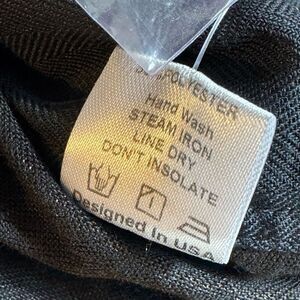 POLYESTER
Hand Wash
STEAM IRON
LINE DRY
DON'T INSOLATE
Designed In USA